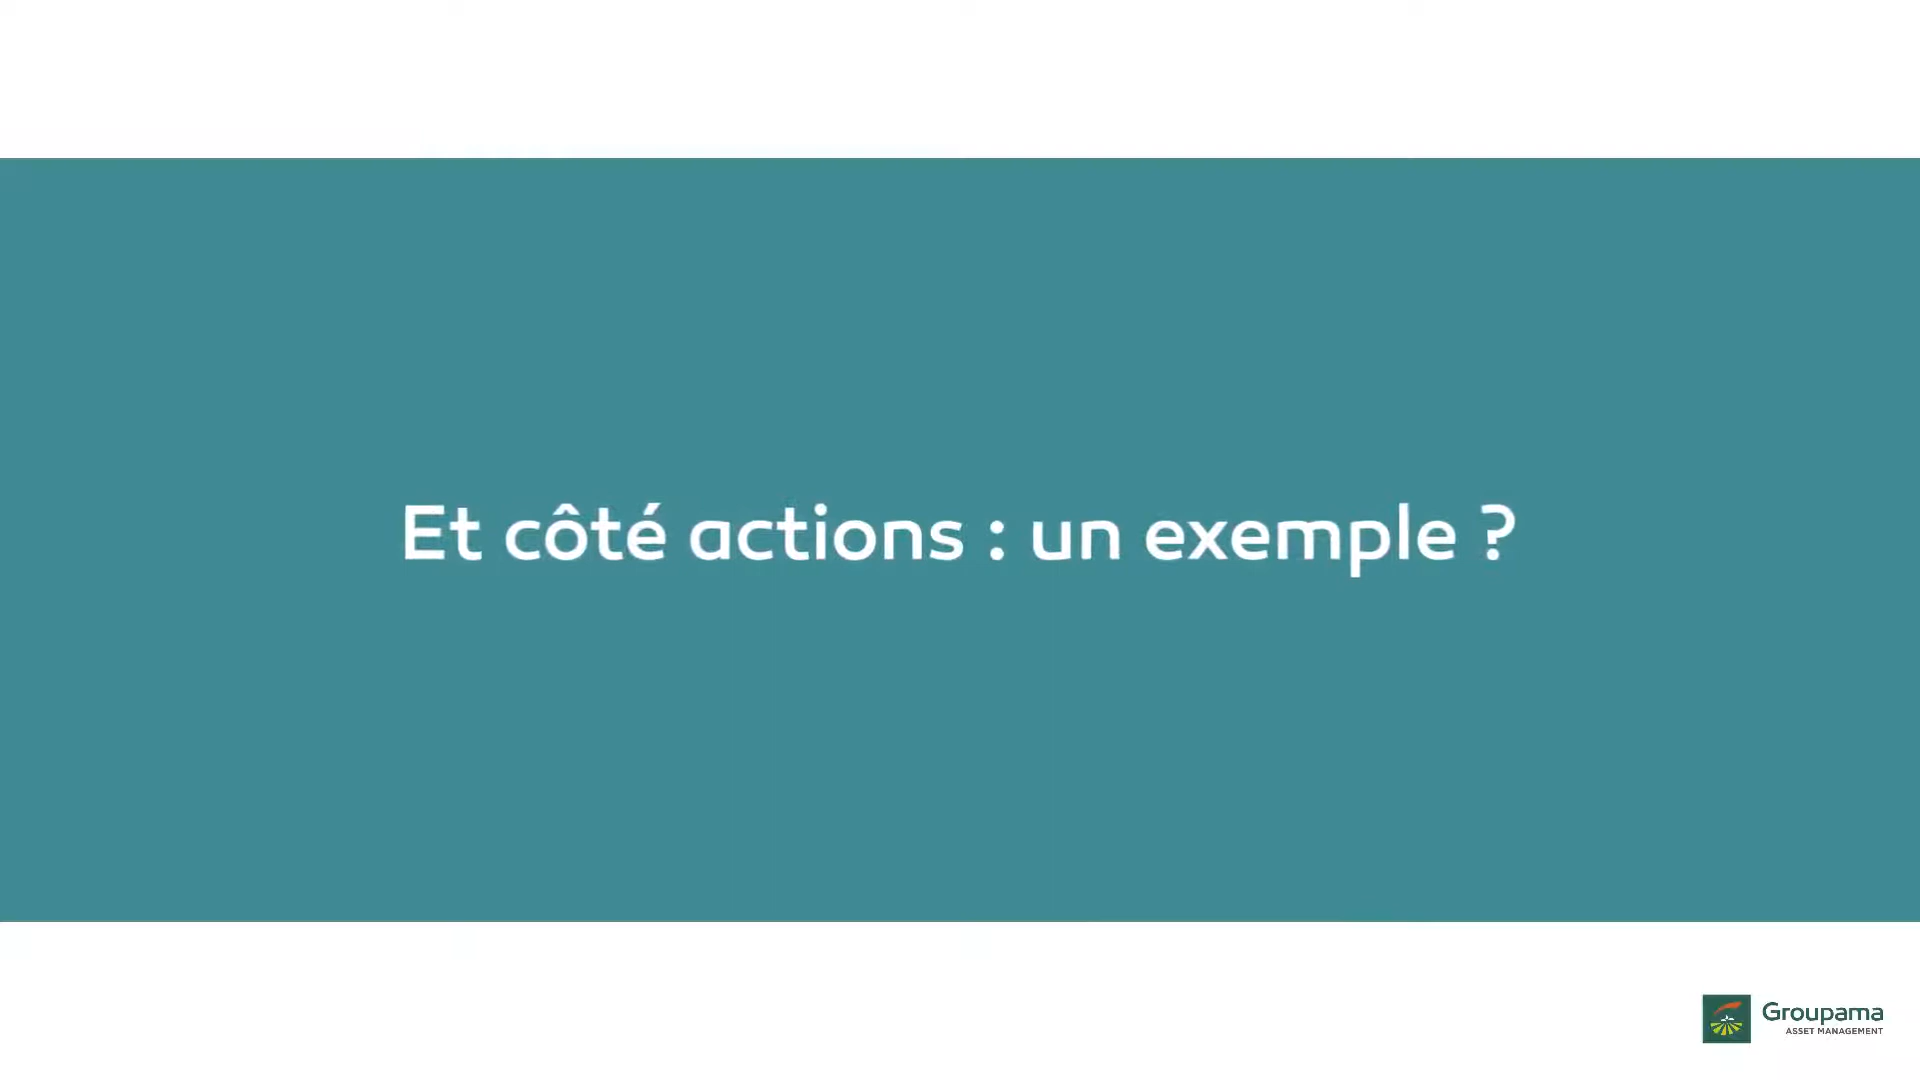 Et côté actions : un exemple ?
Groupama
ASSET MANAGEMENT